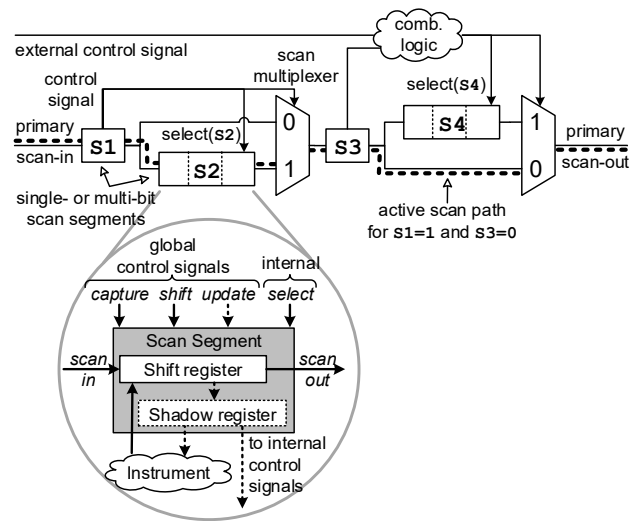 external control signal
comb.
logic
control
signal
scan
multiplexer
select(S4)
primary
scan-in
S1
select(S2)
S2
0
1
S3
S4
1
0
primary
scan-out
single- or multi-bit
scan segments
active scan path
for S1=1 and S3=0
global
control signals
internal
capture shift update select
Scan Segment
scan
in
Shift register
scan
out
Shadow register
Instrument
to internal
control
signals